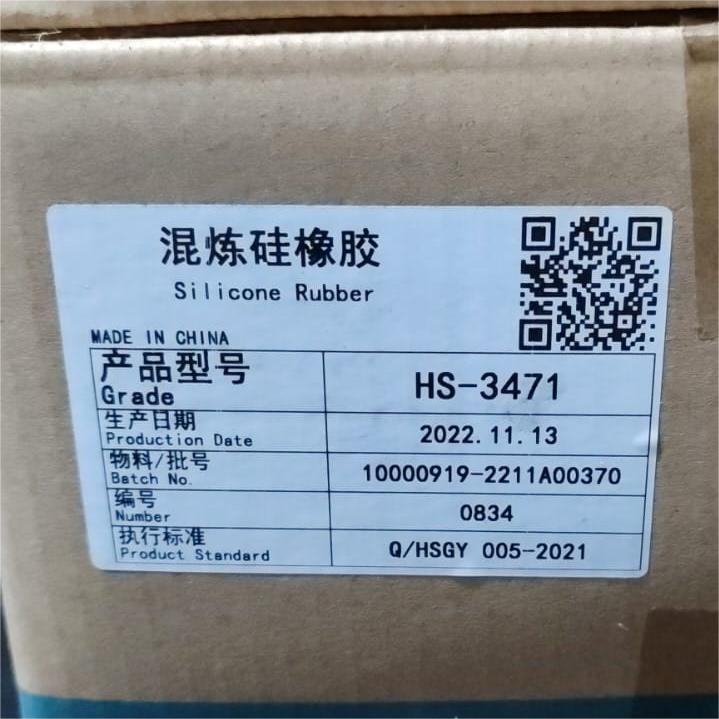 混炼硅橡胶
Silicone Rubber
MADE IN CHINA
产品型号
Grade
HS-3471
生产日期
Production Date
2022.11.13
物料/批号
Batch No.
10000919-2211A00370
编号
Number
0834
执行标准
Product Standard
Q/HSGY 005-2021